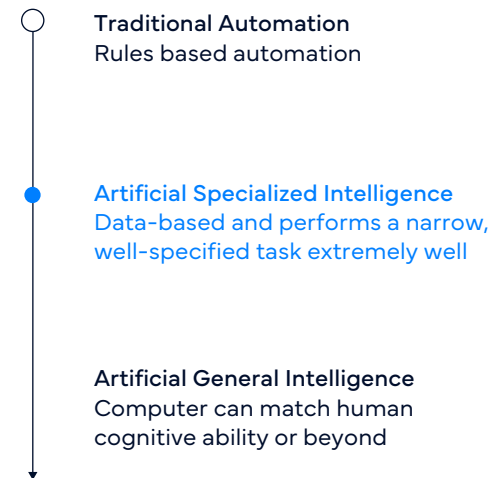 Traditional Automation
Rules based automation
Artificial Specialized Intelligence
Data-based and performs a narrow,
well-specified task extremely well
Artificial General Intelligence
Computer can match human
cognitive ability or beyond